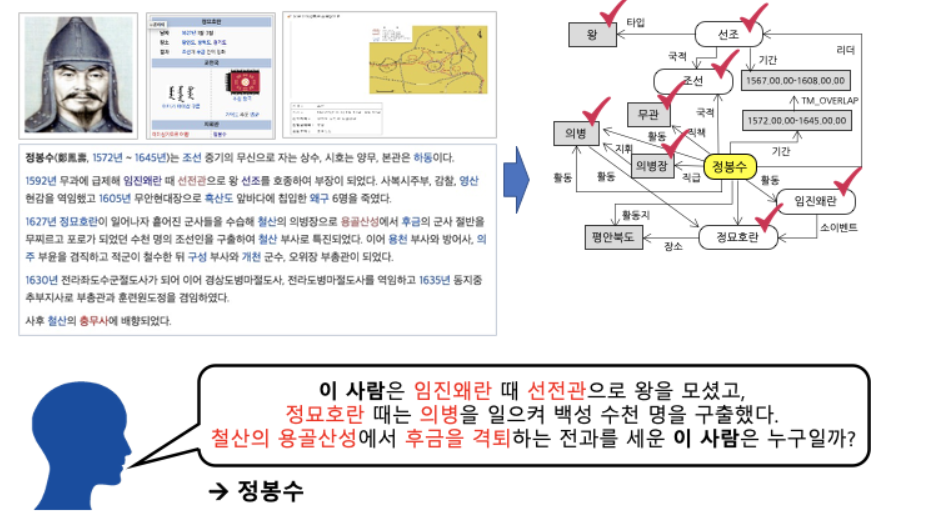 정묘호란
교전국
지휘관
정봉수
정봉수(鄭鳳壽, 1572년 ~ 1645년)는 조선 중기의 무신으로 자는 상수, 시호는 양무, 본관은 하동이다.
1592년 무과에 급제해 임진왜란 때 선전관으로 왕 선조를 호종하여 부장이 되었다. 사복시주부, 감찰, 영산
현감을 역임했고 1605년 무안현대장으로 흑산도 앞바다에 침입한 왜구 6명을 죽였다.
1627년 정묘호란이 일어나자 흩어진 군사들을 수습해 철산의 의병장으로 용골산성에서 후금의 군사 절반을
무찌르고 포로가 되었던 수천 명의 조선인을 구출하여 철산 부사로 특진되었다. 이어 용천 부사와 방어사, 의
주 부윤을 겸직하고 적군이 철수한 뒤 구성 부사와 개천 군수, 오위장 부총관이 되었다.
1630년 전라좌도수군절도사가 되어 이어 경상도병마절도사, 전라도병마절도사를 역임하고 1635년 동지중
추부지사로 부총관과 훈련원도정을 겸임하였다.
사후 철산의 충무사에 배향되었다.
왕
타입
선조
리더
국적
기간
조선
1567.00.00-1608.00.00
TM_OVERLAP
무관
국적
1572.00.00-1645.00.00
의병
활동
직책
기간
지휘
의병장
정봉수
활동
활동
직급
활동
임진왜란
활동지
평안북도
장소
정묘호란
소이벤트
이 사람은 임진왜란 때 선전관으로 왕을 모셨고,
정묘호란 때는 의병을 일으켜 백성 수천 명을 구출했다.
철산의 용골산성에서 후금을 격퇴하는 전과를 세운 이 사람은 누구일까?
→ 정봉수